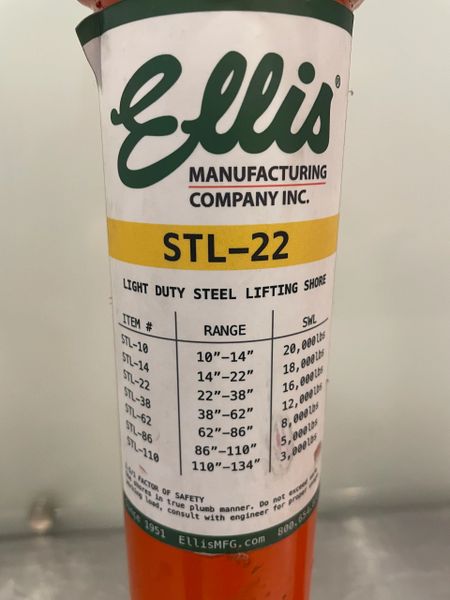 Ellis®
MANUFACTURING
COMPANY INC.
STL-22
LIGHT DUTY STEEL LIFTING SHORE
ITEM # RANGE SWL
STL-10 10"-14" 20,000lbs
STL-14 14"-22" 18,000lbs
STL-22 22"-38" 16,000lbs
STL-38 38"-62" 12,000lbs
STL-62 62"-86" 8,000lbs
STL-86 86"-110" 5,000lbs
STL-110 110"-134" 3,000lbs
FACTOR OF SAFETY
shores in true plumb manner. Do not exceed
load, consult with engineer for proper
1951 EllisMFG.com 800.